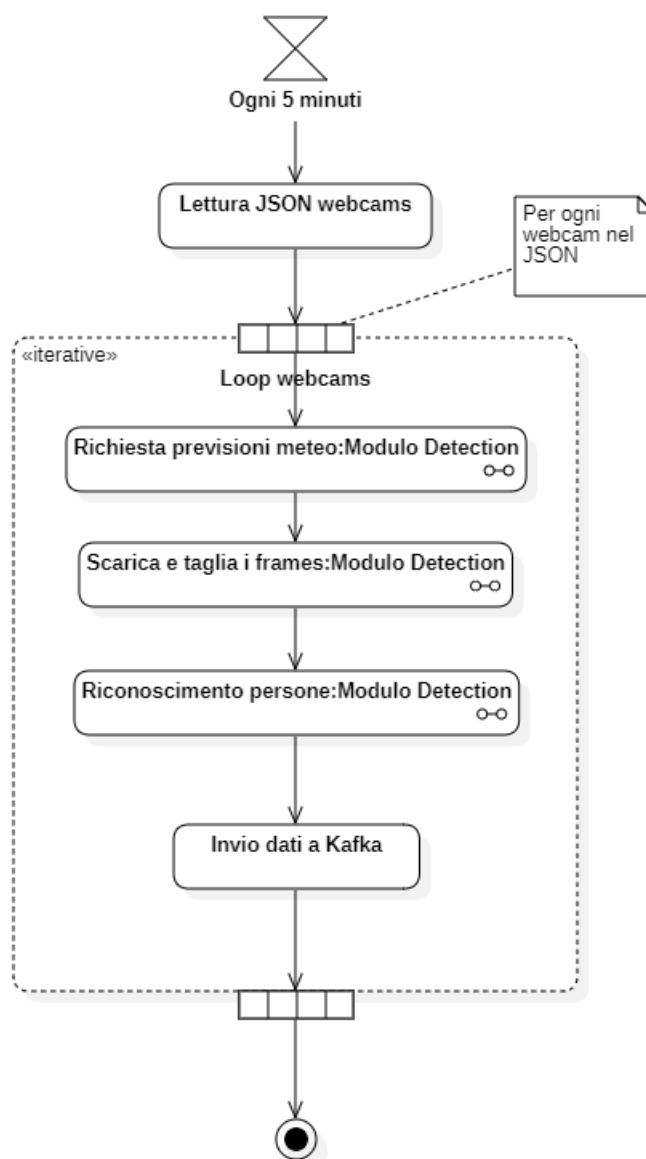 Ogni 5 minuti
Lettura JSON webcams
Per ogni
webcam nel
JSON
«iterative»
Loop webcams
Richiesta previsioni meteo:Modulo Detection
Scarica e taglia i frames:Modulo Detection
Riconoscimento persone:Modulo Detection
Invio dati a Kafka